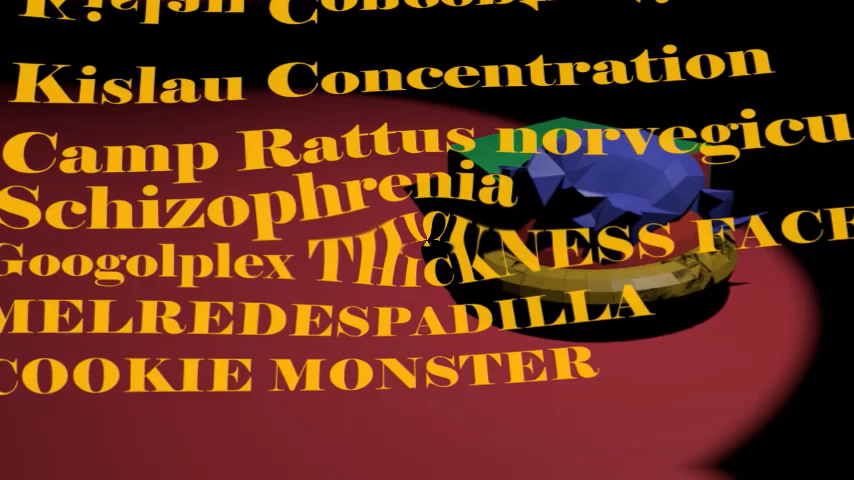 Kislau Concentration
Camp Rattus norvegicu
Schizophrenia
Googolplex THICKNESS FACE
MELREDESPADILLA
COOKIE MONSTER